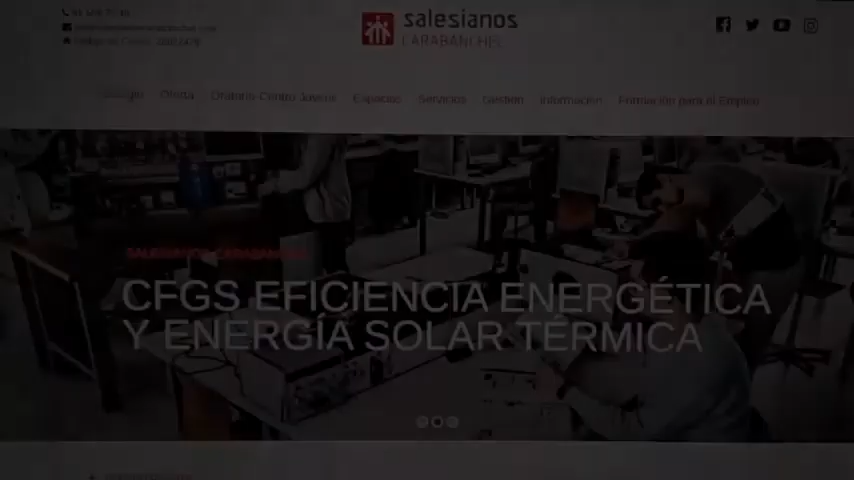 salesianos
CARABANCHEL
Colegio Oferta Oratorio-Centro Juvenil Espacios Servicios Gestión Información Formación para el Empleo
SALESIANOS CARABANCHEL
CFGS EFICIENCIA ENERGÉTICA
Y ENERGÍA SOLAR TÉRMICA